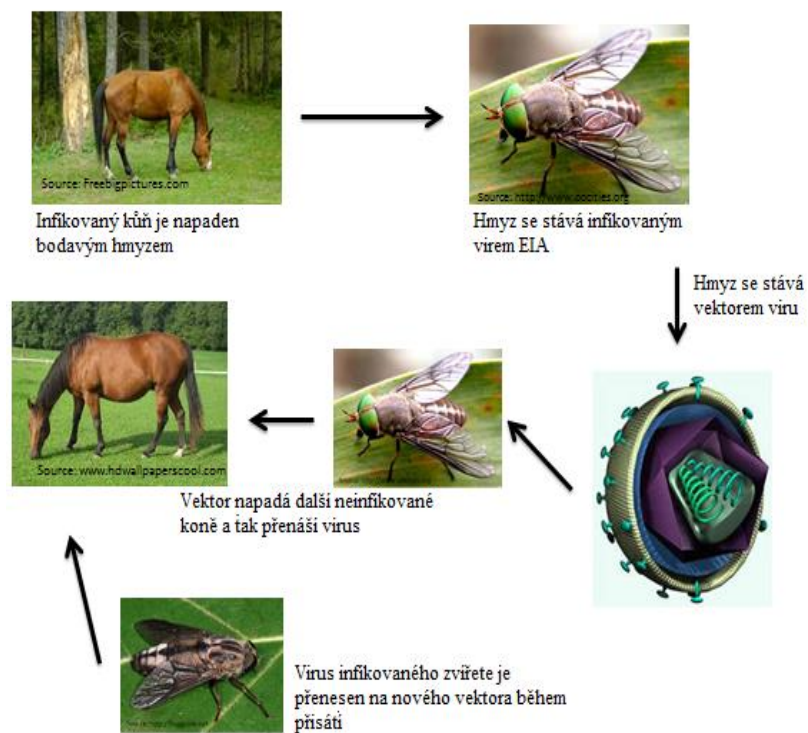 Source: Freebigpictures.com
Infikovaný kůň je napaden
bodavým hmyzem
Hmyz se stává infikovaným
virem EIA
Hmyz se stává
vektorem viru
Source: www.hdwallpaperscool.com
Vektor napadá další neinfikované
koně a tak přenáši virus
Virus infikovaného zvířete je
přenesen na nového vektora během
přisátí